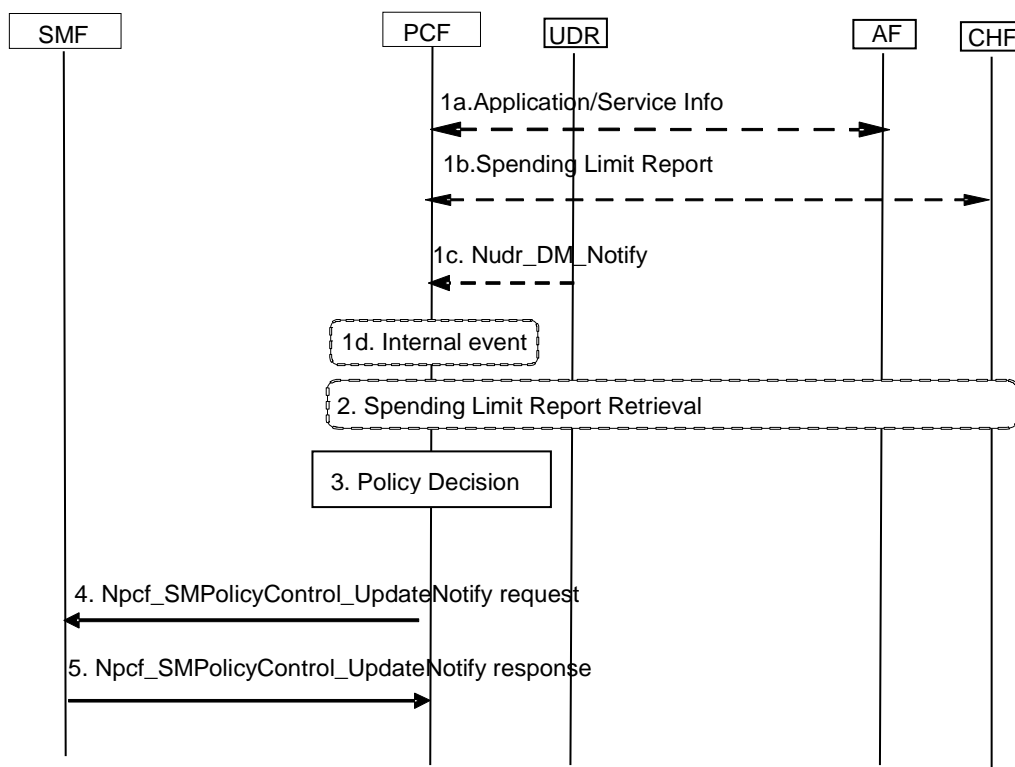 SMF
PCF
UDR
AF
CHF
1a.Application/Service Info
1b.Spending Limit Report
1c. Nudr_DM_Notify
1d. Internal event
2. Spending Limit Report Retrieval
3. Policy Decision
4. Npcf_SMPolicyControl_UpdateNotify request
5. Npcf_SMPolicyControl_UpdateNotify response